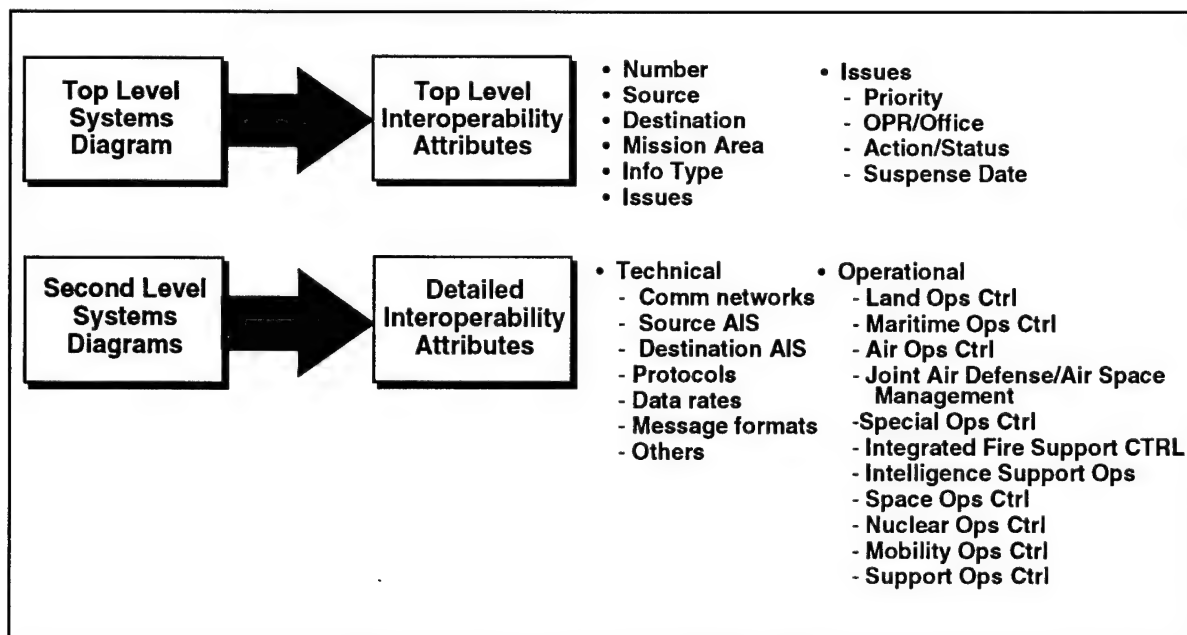 Top Level
Systems
Diagram
Top Level
Interoperability
Attributes
• Number
• Source
• Destination
• Mission Area
• Info Type
• Issues
• Issues
- Priority
- OPR/Office
- Action/Status
- Suspense Date
Second Level
Systems
Diagrams
Detailed
Interoperability
Attributes
• Technical
- Comm networks
- Source AIS
- Destination AIS
- Protocols
- Data rates
- Message formats
- Others
• Operational
- Land Ops Ctrl
- Maritime Ops Ctrl
- Air Ops Ctrl
- Joint Air Defense/Air Space
Management
-Special Ops Ctrl
- Integrated Fire Support CTRL
- Intelligence Support Ops
- Space Ops Ctrl
- Nuclear Ops Ctrl
- Mobility Ops Ctrl
- Support Ops Ctrl